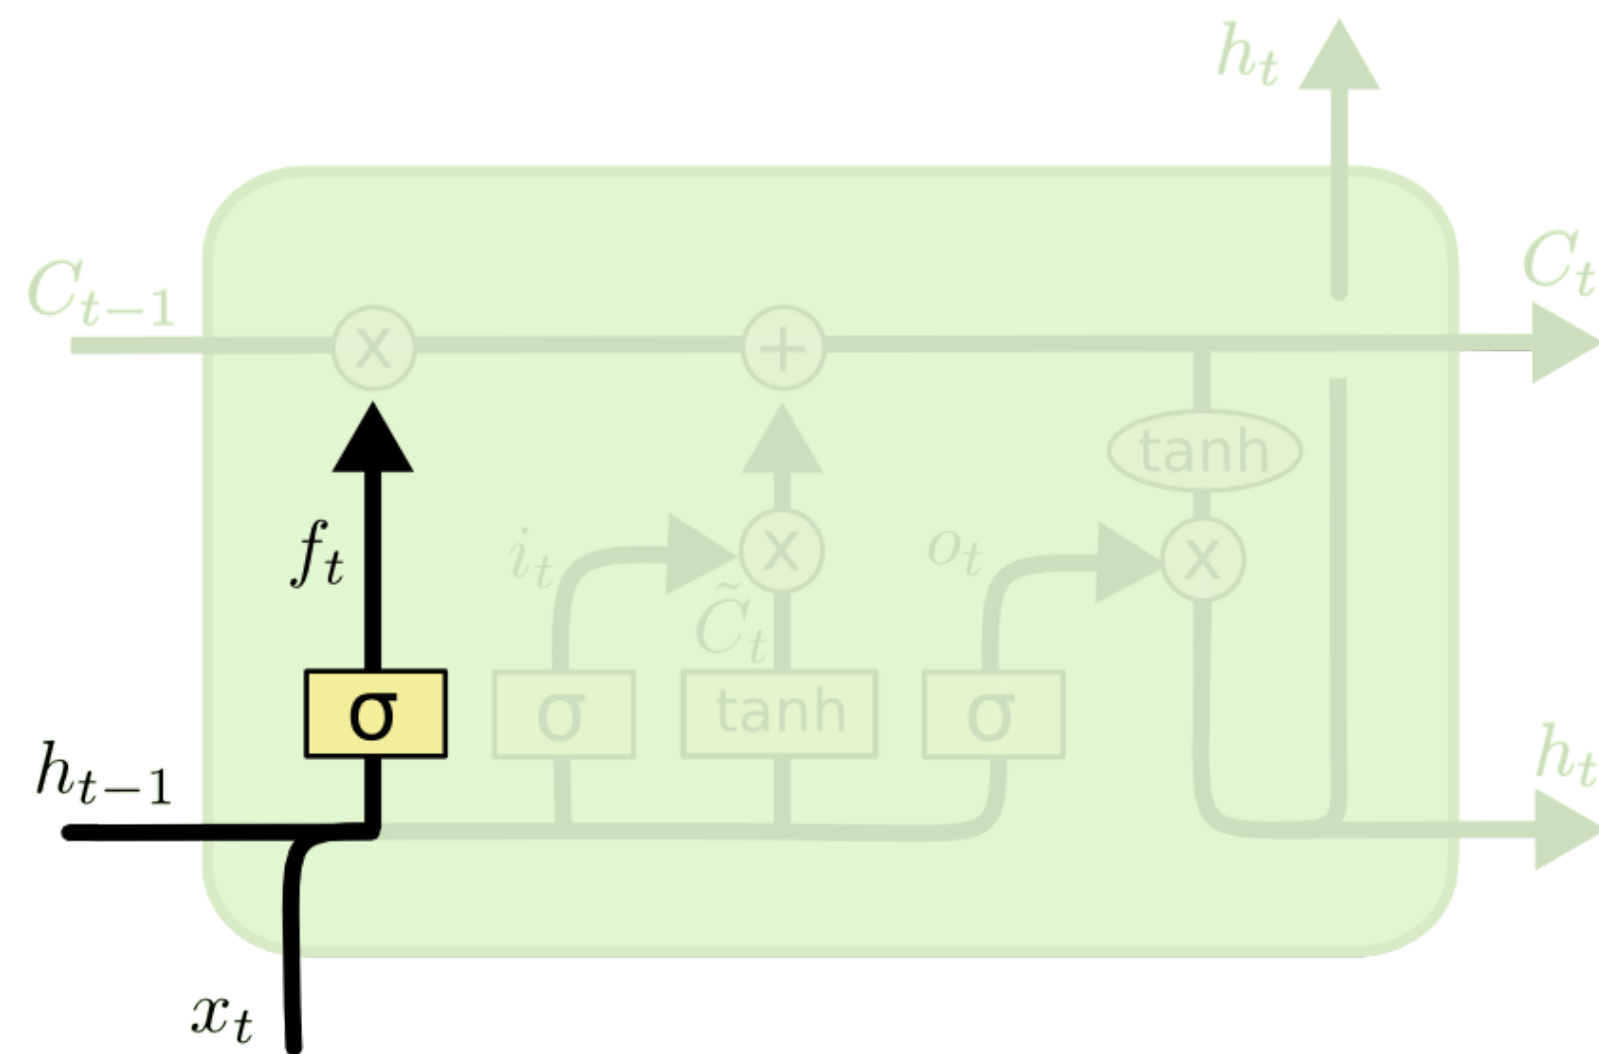 h_t
C_{t-1}
C_t
x
+
tanh
f_t
i_t
x
o_t
x
C̃_t
σ
σ
tanh
σ
h_{t-1}
h_t
x_t